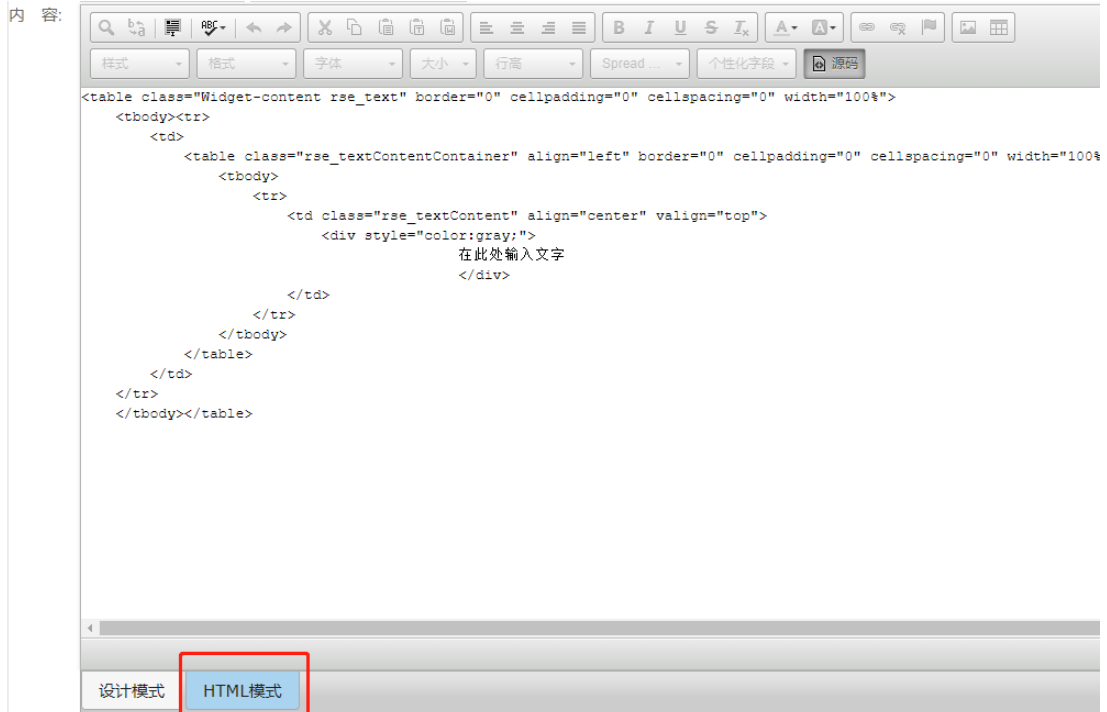 内 容:
ABC
B I U S Ix A A
样式 格式 字体 大小 行高 Spread ... 个性化字段 源码
<table class="Widget-content rse_text" border="0" cellpadding="0" cellspacing="0" width="100%">
<tbody><tr>
<td>
<table class="rse_textContentContainer" align="left" border="0" cellpadding="0" cellspacing="0" width="100%
<tbody>
<tr>
<td class="rse_textContent" align="center" valign="top">
<div style="color:gray;">
在此处输入文字
</div>
</td>
</tr>
</tbody>
</table>
</td>
</tr>
</tbody></table>
设计模式 HTML模式